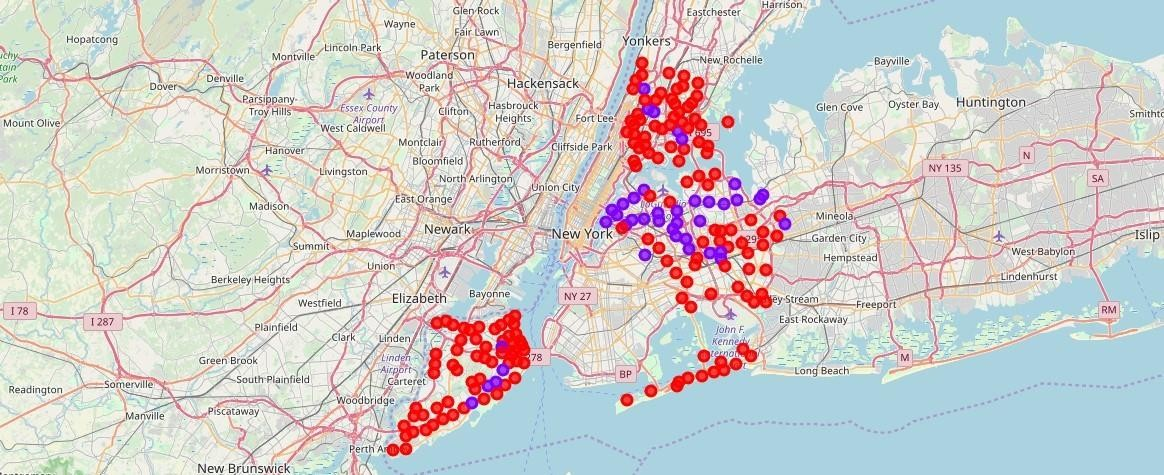 Hopatcong
Wayne
Glen Rock
Fair Lawn
Eastchester
Harrison
Montville
Lincoln Park
Paterson
Bergenfield
Yonkers
New Rochelle
Bayville
Denville
Woodland
Park
Hackensack
Glen Cove
Oyster Bay
Huntington
Dover
Parsippany-
Troy Hills
Essex County
Airport
Clifton
Hasbrouck
Heights
Fort Lee
Mount Olive
West Caldwell
695
Hanover
Montclair
Rutherford
Cliffside Park
Bloomfield
N
Morristown
Livingston
North Arlington
Union City
NY 135
SA
Madison
East Orange
Maplewood
Newark
New York
Mineola
Garden City
Islip
Summit
Union
Hempstead
West Babylon
Berkeley Heights
Elizabeth
Bayonne
NY 27
Lindenhurst
Westfield
Freeport
I 78
I 287
East Rockaway
RM
Plainfield
Clark
Linden
John F.
Kennedy
Green Brook
Linden
Airport
278
M
South Plainfield
Carteret
BP
Long Beach
Readington
Somerville
Woodbridge
Manville
Piscataway
New Brunswick